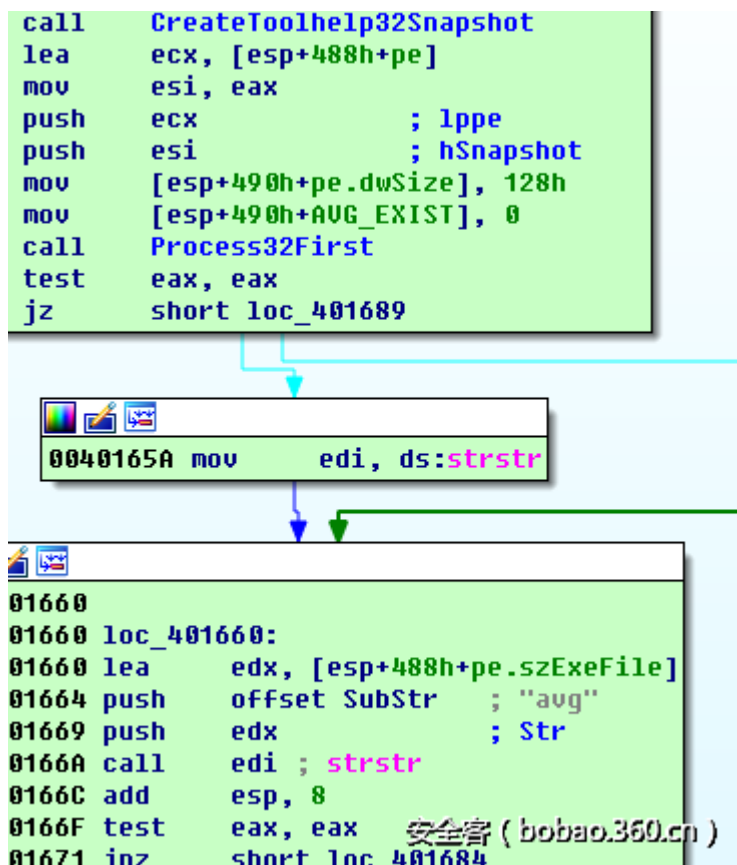 call CreateToolhelp32Snapshot
lea ecx, [esp+488h+pe]
mov esi, eax
push ecx ; lppe
push esi ; hSnapshot
mov [esp+490h+pe.dwSize], 128h
mov [esp+490h+AVG_EXIST], 0
call Process32First
test eax, eax
jz short loc_401689
0040165A mov edi, ds:strstr
01660
01660 loc_401660:
01660 lea edx, [esp+488h+pe.szExeFile]
01664 push offset SubStr ; "avg"
01669 push edx ; Str
0166A call edi ; strstr
0166C add esp, 8
0166F test eax, eax
安全客 ( bobao.360.cn )
01671 jnz short loc_401684